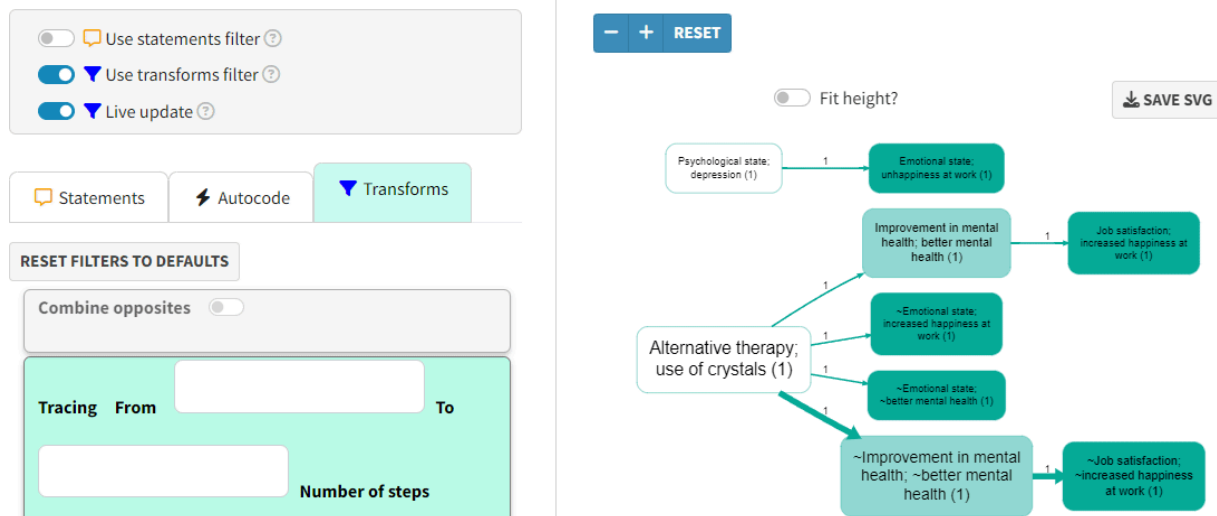 Use statements filter ?
Use transforms filter ?
Live update ?
Statements
Autocode
Transforms
RESET FILTERS TO DEFAULTS
Combine opposites
Tracing From To
Number of steps
− + RESET
Fit height?
SAVE SVG
Psychological state;
depression (1)
1
Emotional state;
unhappiness at work (1)
Improvement in mental
health; better mental
health (1)
1
Job satisfaction;
increased happiness at
work (1)
1
~Emotional state;
increased happiness at
work (1)
1
Alternative therapy;
use of crystals (1)
1
~Emotional state;
~better mental health (1)
1
~Improvement in mental
health; ~better mental
health (1)
1
~Job satisfaction;
~increased happiness
at work (1)